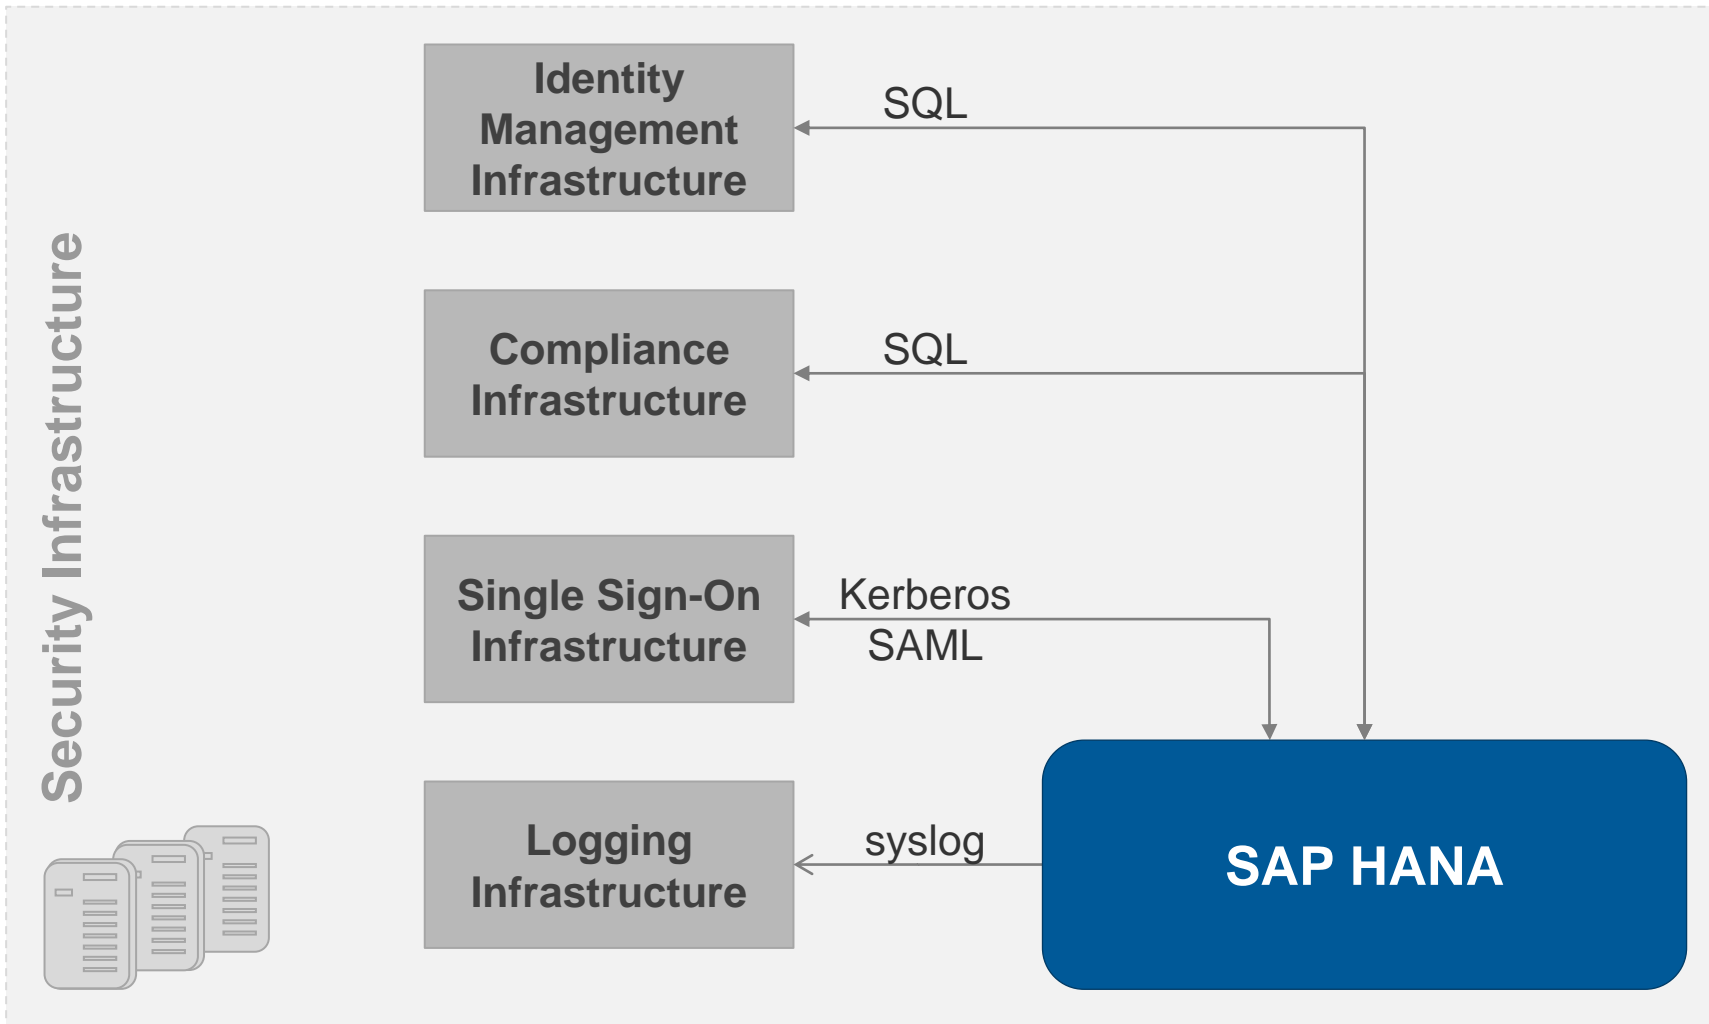 Security Infrastructure
Identity
Management
Infrastructure
SQL
Compliance
Infrastructure
SQL
Single Sign-On
Infrastructure
Kerberos
SAML
Logging
Infrastructure
syslog
SAP HANA